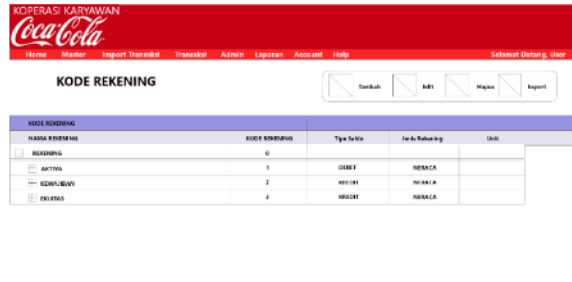 KOPERASI KARYAWAN
Coca-Cola
Home Master Import Transaksi Transaksi Admin Laporan Account Help Selamat Datang, User
KODE REKENING
Tambah Edit Hapus Export
KODE REKENING
NAMA REKENING KODE REKENING Tipe Saldo Jenis Rekening Unit
REKENING 0
AKTIVA 1 DEBET NERACA
KEWAJIBAN 2 KREDIT NERACA
EKUITAS 3 KREDIT NERACA